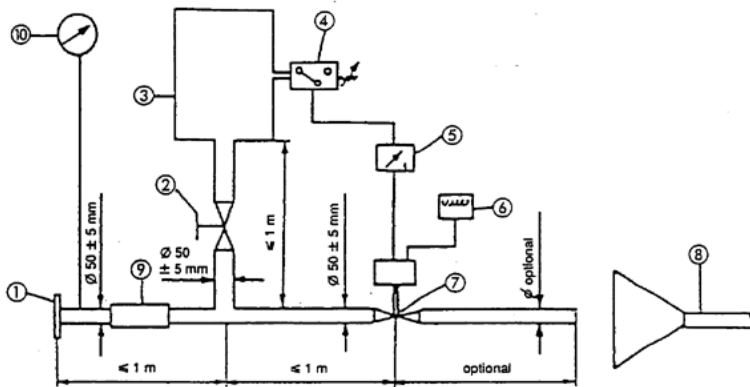 10
4
3
5
2
6
≤ 1 m
Ø 50 ± 5 mm
Ø 50
± 5 mm
Ø 50 ± 5 mm
Ø optional
9
7
8
1
≤ 1 m
≤ 1 m
optional